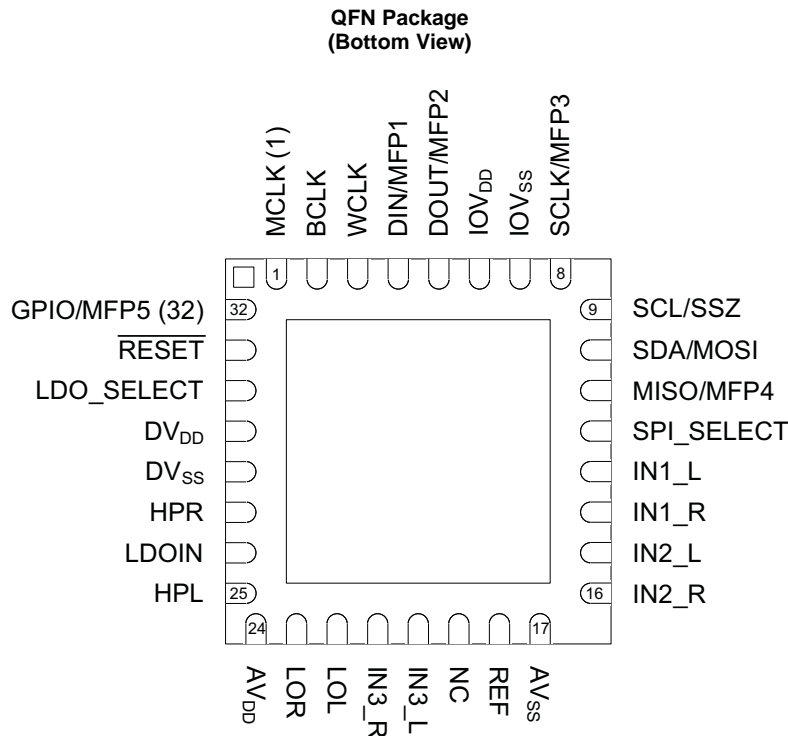 QFN Package
(Bottom View)
MCLK (1)
BCLK
WCLK
DIN/MFP1
DOUT/MFP2
IOVDD
IOVSS
SCLK/MFP3
1
8
GPIO/MFP5 (32)
32
9
SCL/SSZ
RESET
SDA/MOSI
LDO_SELECT
MISO/MFP4
DVDD
SPI_SELECT
DVSS
IN1_L
HPR
IN1_R
LDOIN
IN2_L
HPL
25
16
IN2_R
24
17
AVDD
LOR
LOL
IN3_R
IN3_L
NC
REF
AVSS